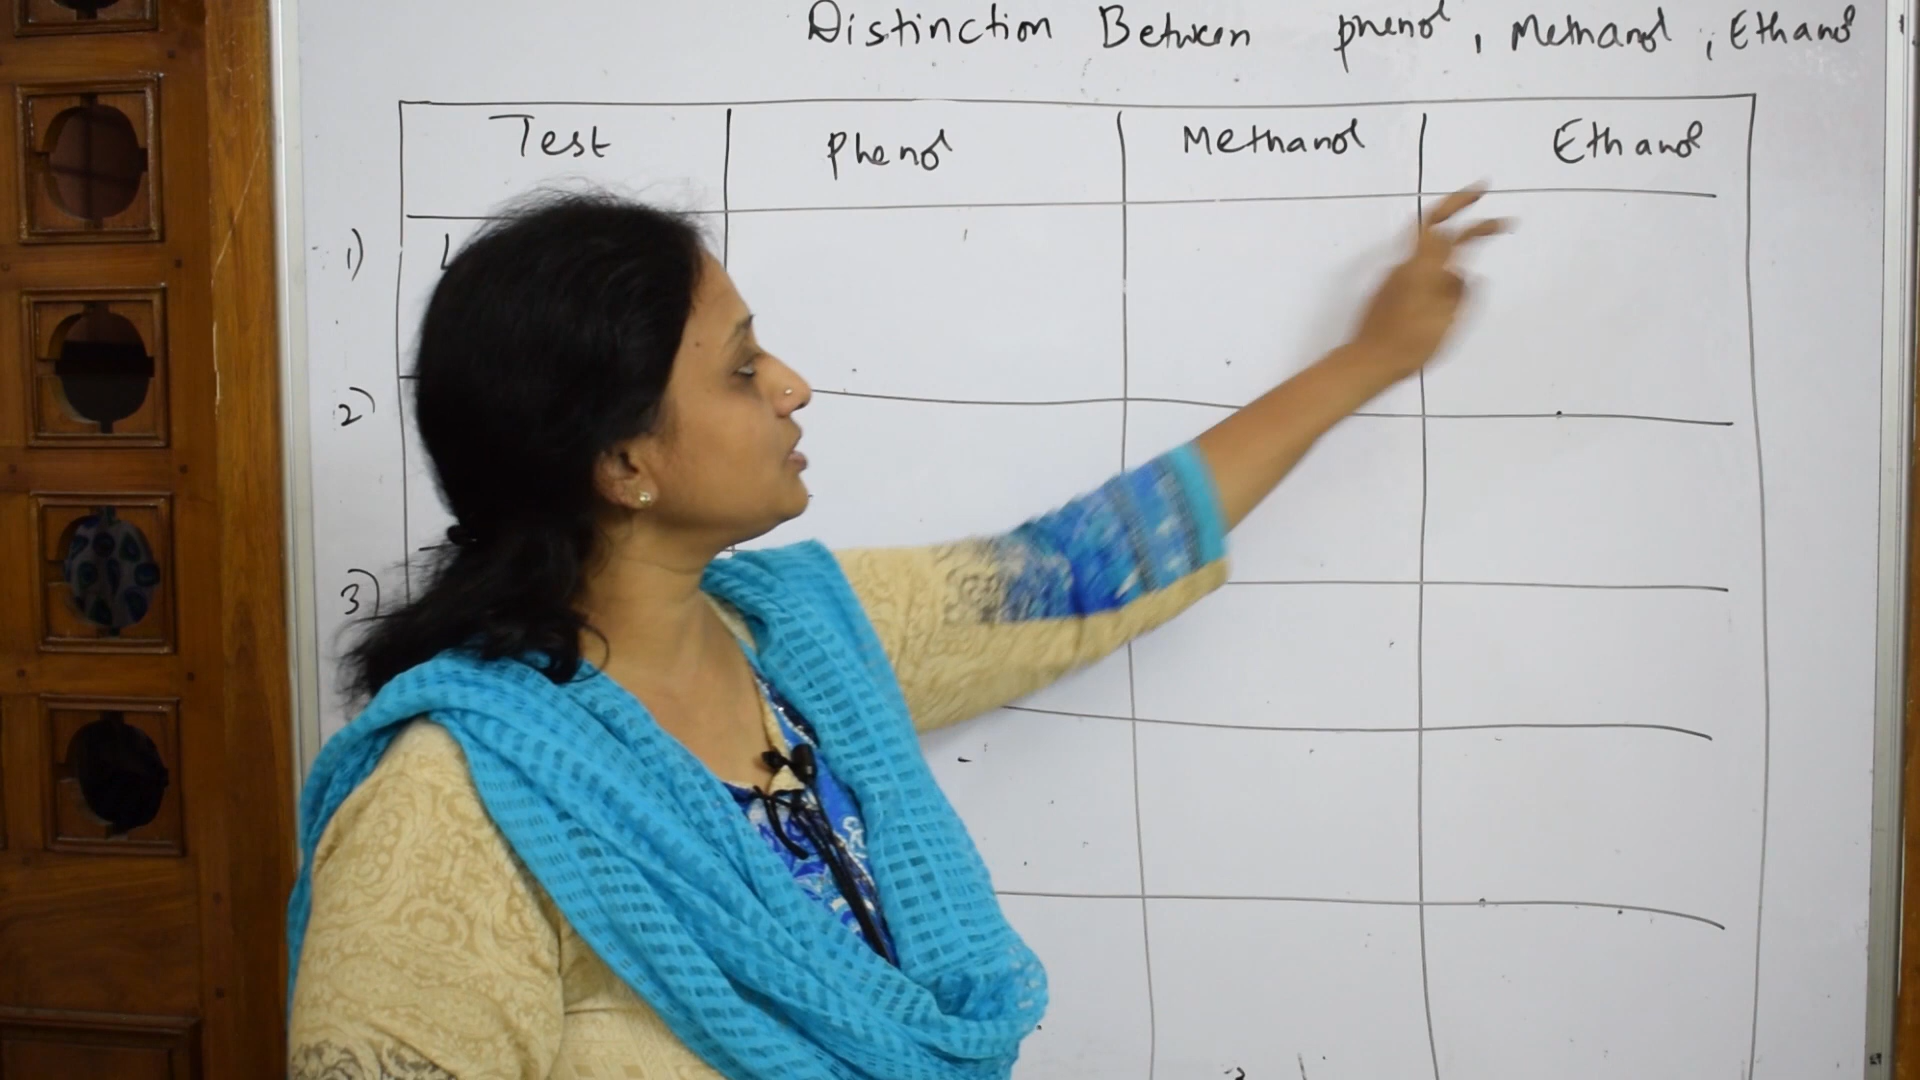 Distinction Between phenol, Methanol, Ethanol
Test Phenol Methanol Ethanol
1)
2)
3)